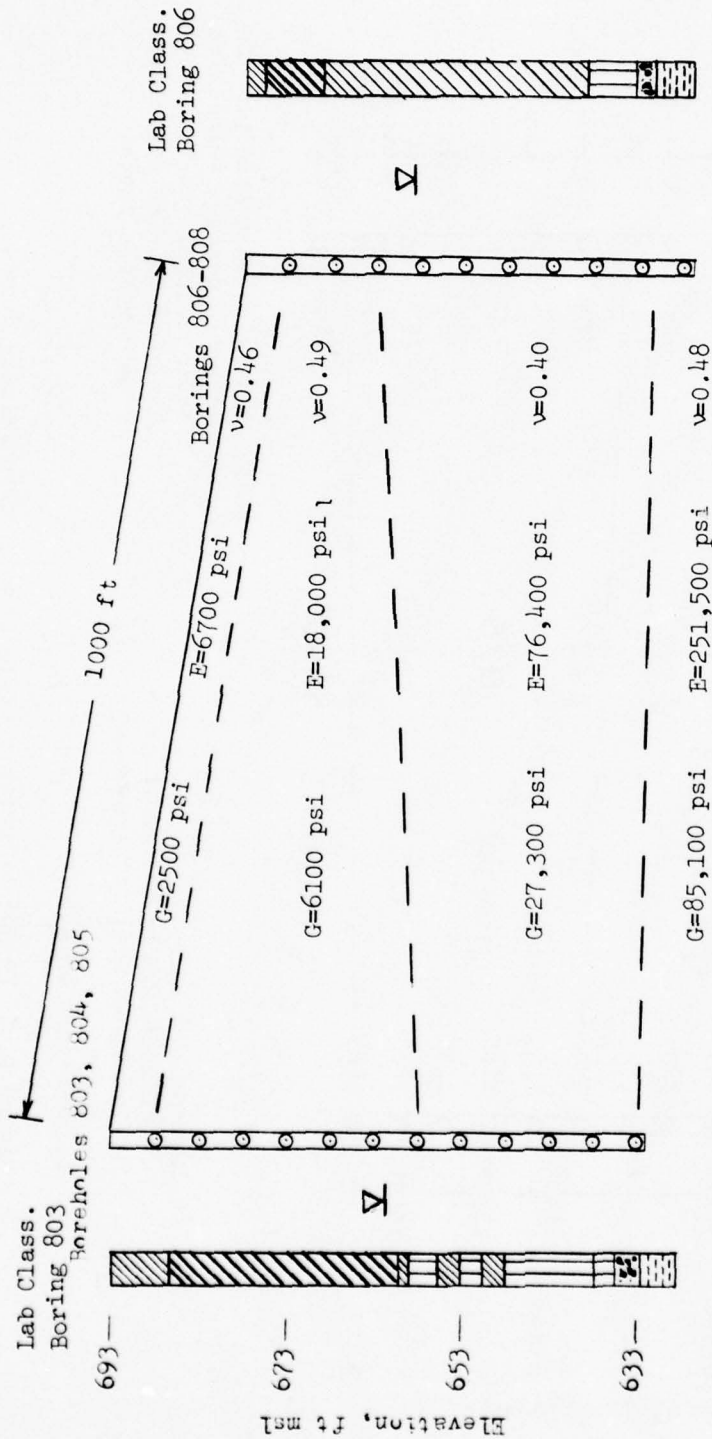 Lab Class.
Boring 803
Boreholes 803, 804, 805
1000 ft
Borings 806-808
Lab Class.
Boring 806
Elevation, ft msl
693
673
653
633
G=2500 psi
E=6700 psi
ν=0.46
G=6100 psi
E=18,000 psi
ν=0.49
G=27,300 psi
E=76,400 psi
ν=0.40
G=85,100 psi
E=251,500 psi
ν=0.48